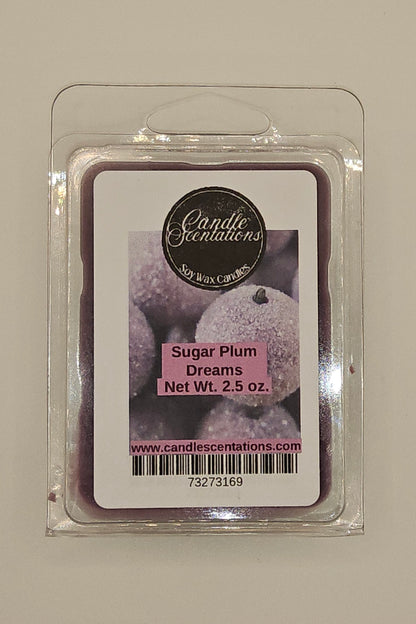 Candle
Scentations
Soy Wax Candles
Sugar Plum
Dreams
Net Wt. 2.5 oz.
www.candlescentations.com
73273169